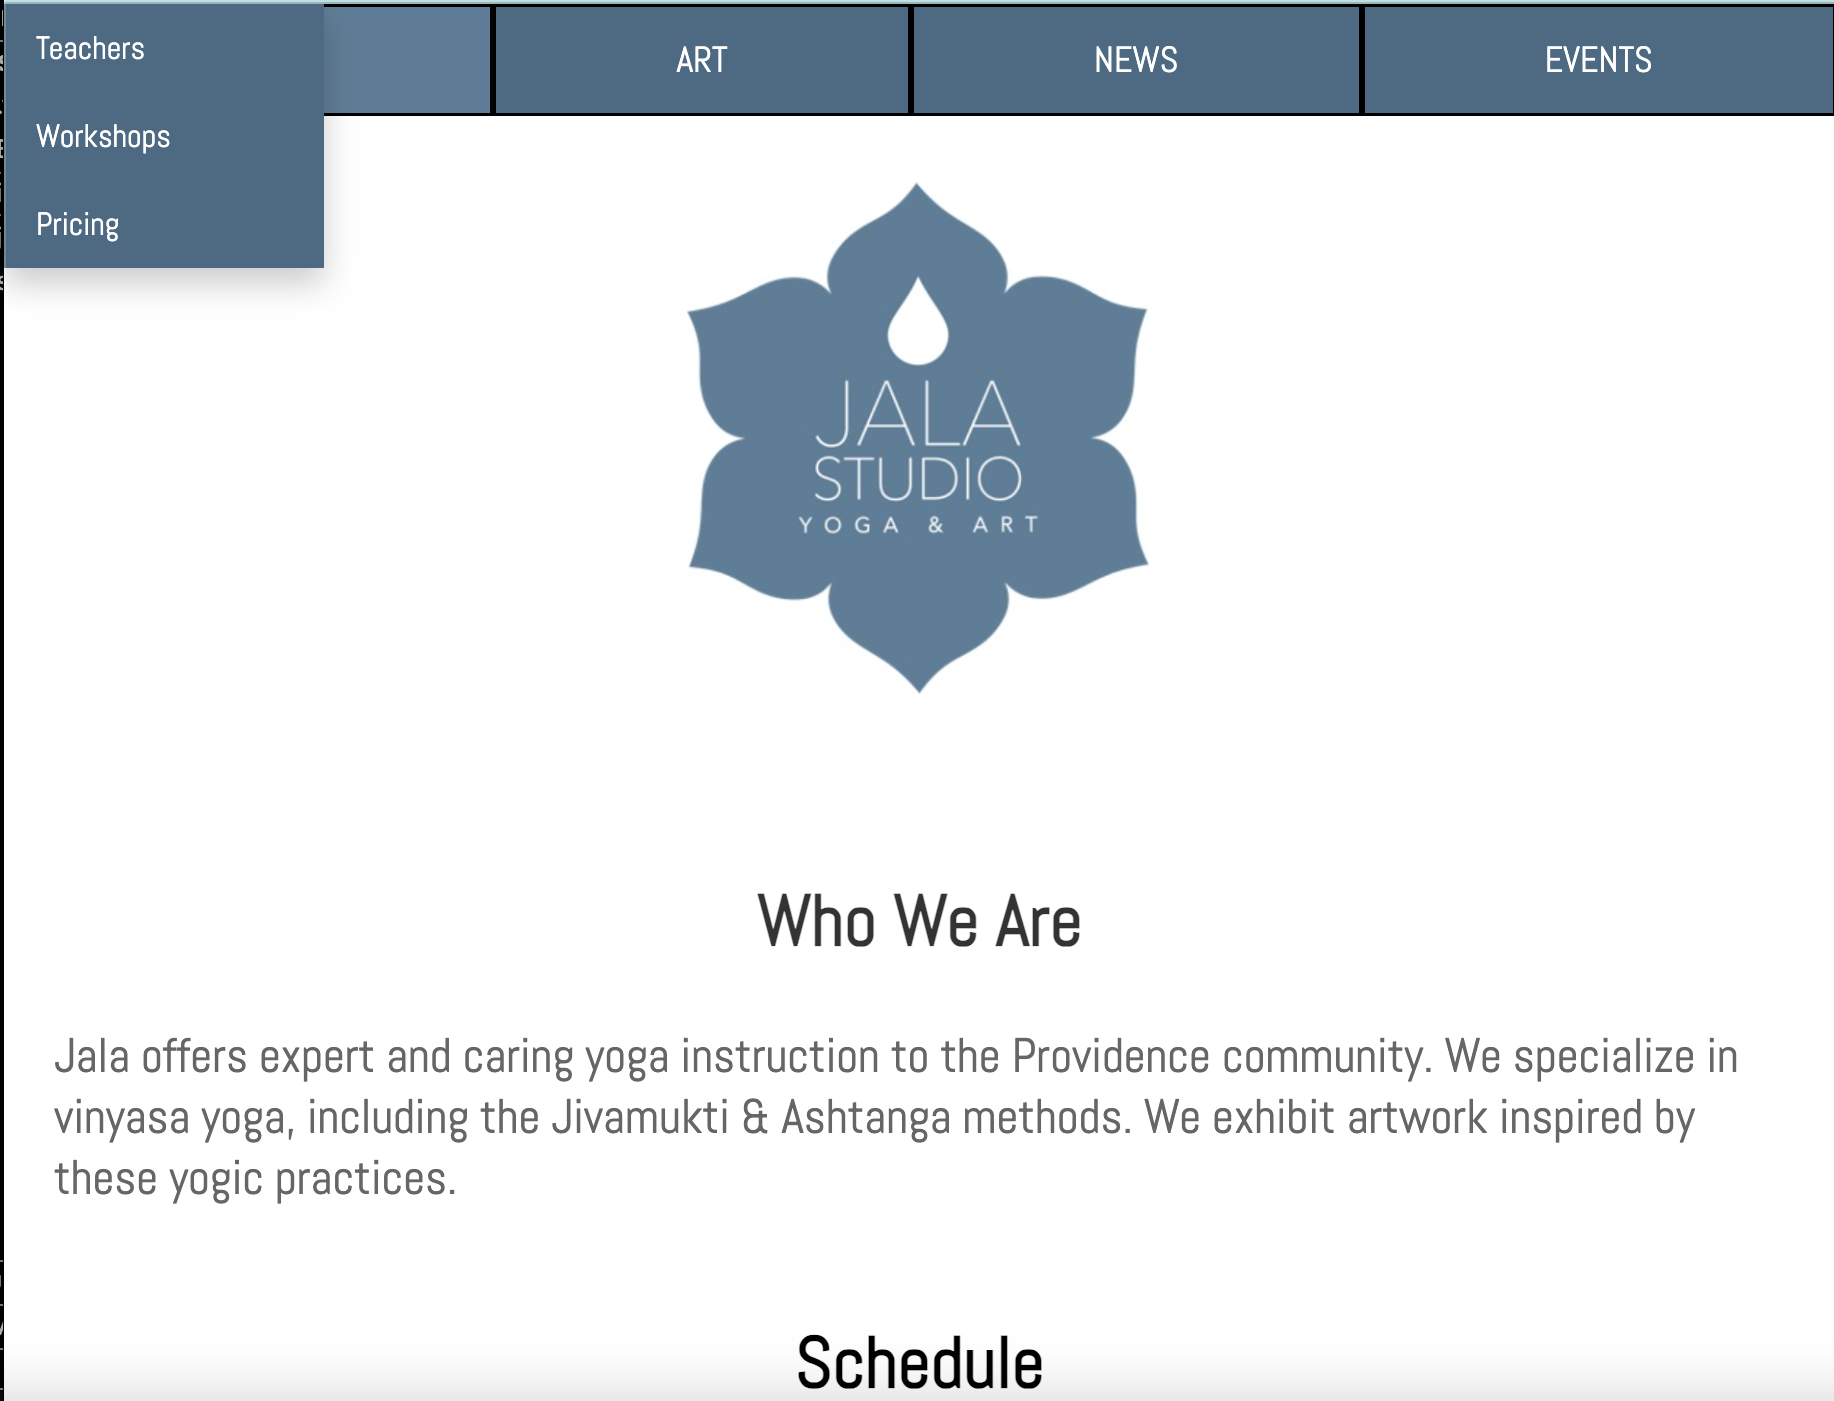 Teachers
Workshops
Pricing
ART
NEWS
EVENTS
JALA
STUDIO
YOGA & ART
Who We Are
Jala offers expert and caring yoga instruction to the Providence community. We specialize in
vinyasa yoga, including the Jivamukti & Ashtanga methods. We exhibit artwork inspired by
these yogic practices.
Schedule